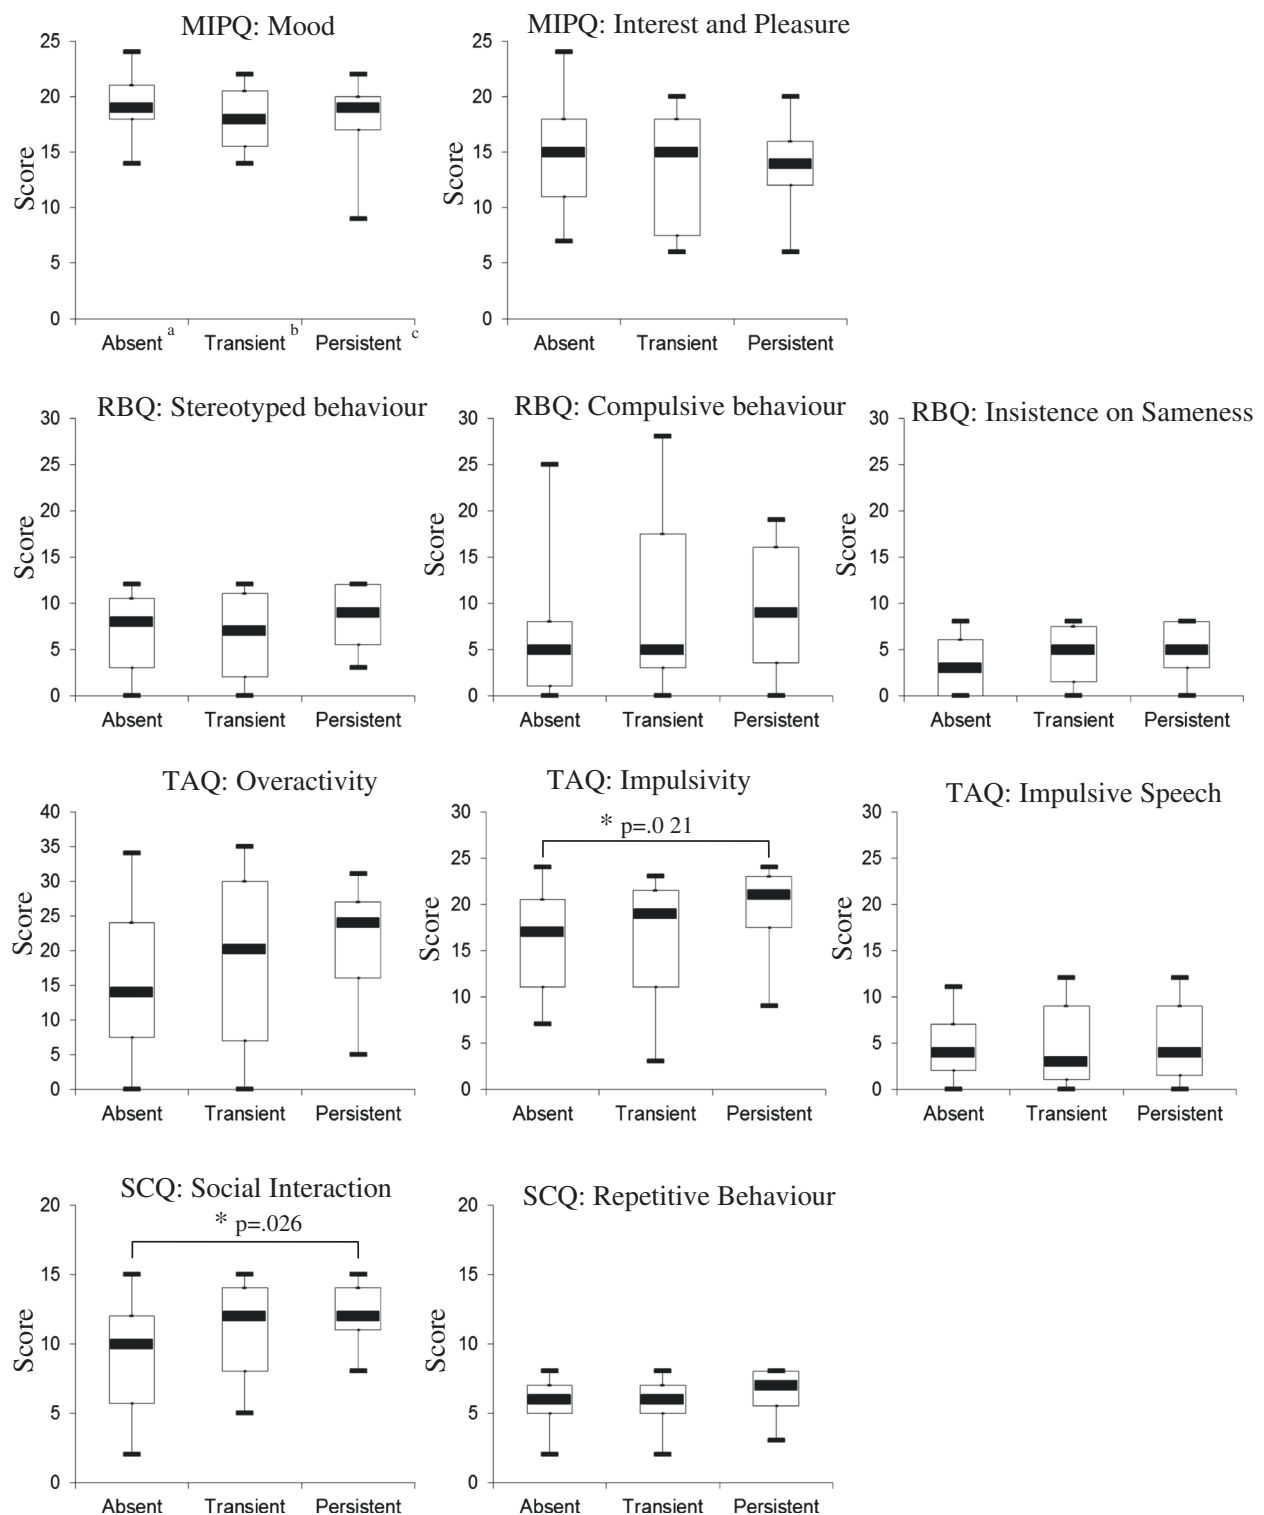 MIPQ: Mood
25
20
15
10
5
0
Score
Absent a
Transient b
Persistent c
MIPQ: Interest and Pleasure
25
20
15
10
5
0
Score
Absent
Transient
Persistent
RBQ: Stereotyped behaviour
30
25
20
15
10
5
0
Score
Absent
Transient
Persistent
RBQ: Compulsive behaviour
30
25
20
15
10
5
0
Score
Absent
Transient
Persistent
RBQ: Insistence on Sameness
30
25
20
15
10
5
0
Score
Absent
Transient
Persistent
TAQ: Overactivity
40
35
30
25
20
15
10
5
0
Score
Absent
Transient
Persistent
TAQ: Impulsivity
* p=.0 21
30
25
20
15
10
5
0
Score
Absent
Transient
Persistent
TAQ: Impulsive Speech
30
25
20
15
10
5
0
Score
Absent
Transient
Persistent
SCQ: Social Interaction
* p=.026
20
15
10
5
0
Score
Absent
Transient
Persistent
SCQ: Repetitive Behaviour
20
15
10
5
0
Score
Absent
Transient
Persistent